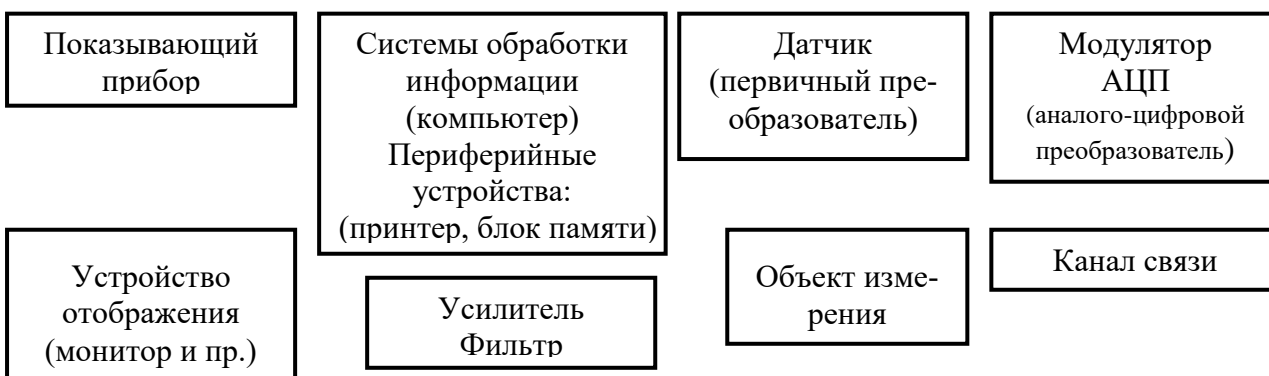 Показывающий
прибор
Системы обработки
информации
(компьютер)
Периферийные
устройства:
(принтер, блок памяти)
Датчик
(первичный пре-
образователь)
Модулятор
АЦП
(аналого-цифровой
преобразователь)
Устройство
отображения
(монитор и пр.)
Усилитель
Фильтр
Объект изме-
рения
Канал связи